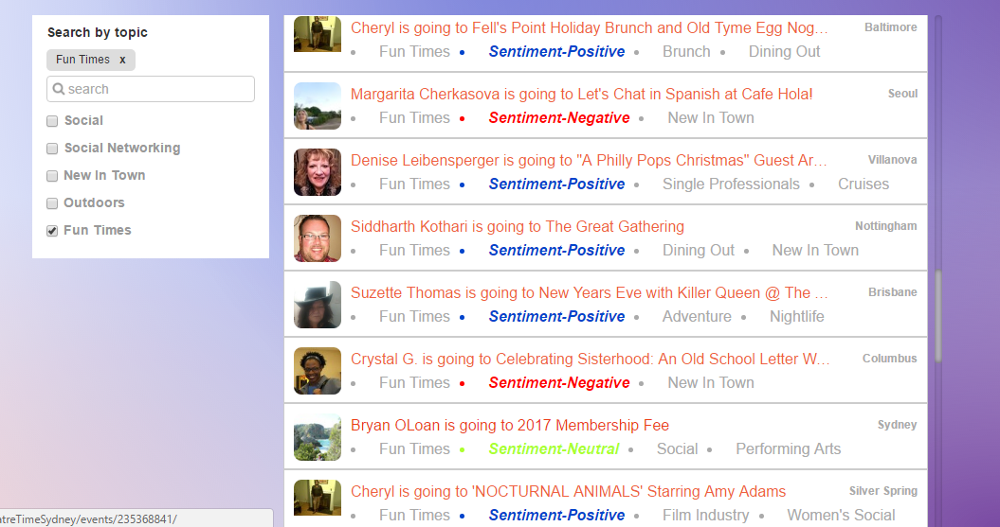 Search by topic
Fun Times x
search
Social
Social Networking
New In Town
Outdoors
Fun Times
Cheryl is going to Fell's Point Holiday Brunch and Old Tyme Egg Nog... Baltimore
• Fun Times • Sentiment-Positive • Brunch • Dining Out
Margarita Cherkasova is going to Let's Chat in Spanish at Cafe Hola! Seoul
• Fun Times • Sentiment-Negative • New In Town
Denise Leibensperger is going to "A Philly Pops Christmas" Guest Ar... Villanova
• Fun Times • Sentiment-Positive • Single Professionals • Cruises
Siddharth Kothari is going to The Great Gathering Nottingham
• Fun Times • Sentiment-Positive • Dining Out • New In Town
Suzette Thomas is going to New Years Eve with Killer Queen @ The ... Brisbane
• Fun Times • Sentiment-Positive • Adventure • Nightlife
Crystal G. is going to Celebrating Sisterhood: An Old School Letter W... Columbus
• Fun Times • Sentiment-Negative • New In Town
Bryan OLoan is going to 2017 Membership Fee Sydney
• Fun Times • Sentiment-Neutral • Social • Performing Arts
Cheryl is going to 'NOCTURNAL ANIMALS' Starring Amy Adams Silver Spring
• Fun Times • Sentiment-Positive • Film Industry • Women's Social
atreTimeSydney/events/235368841/